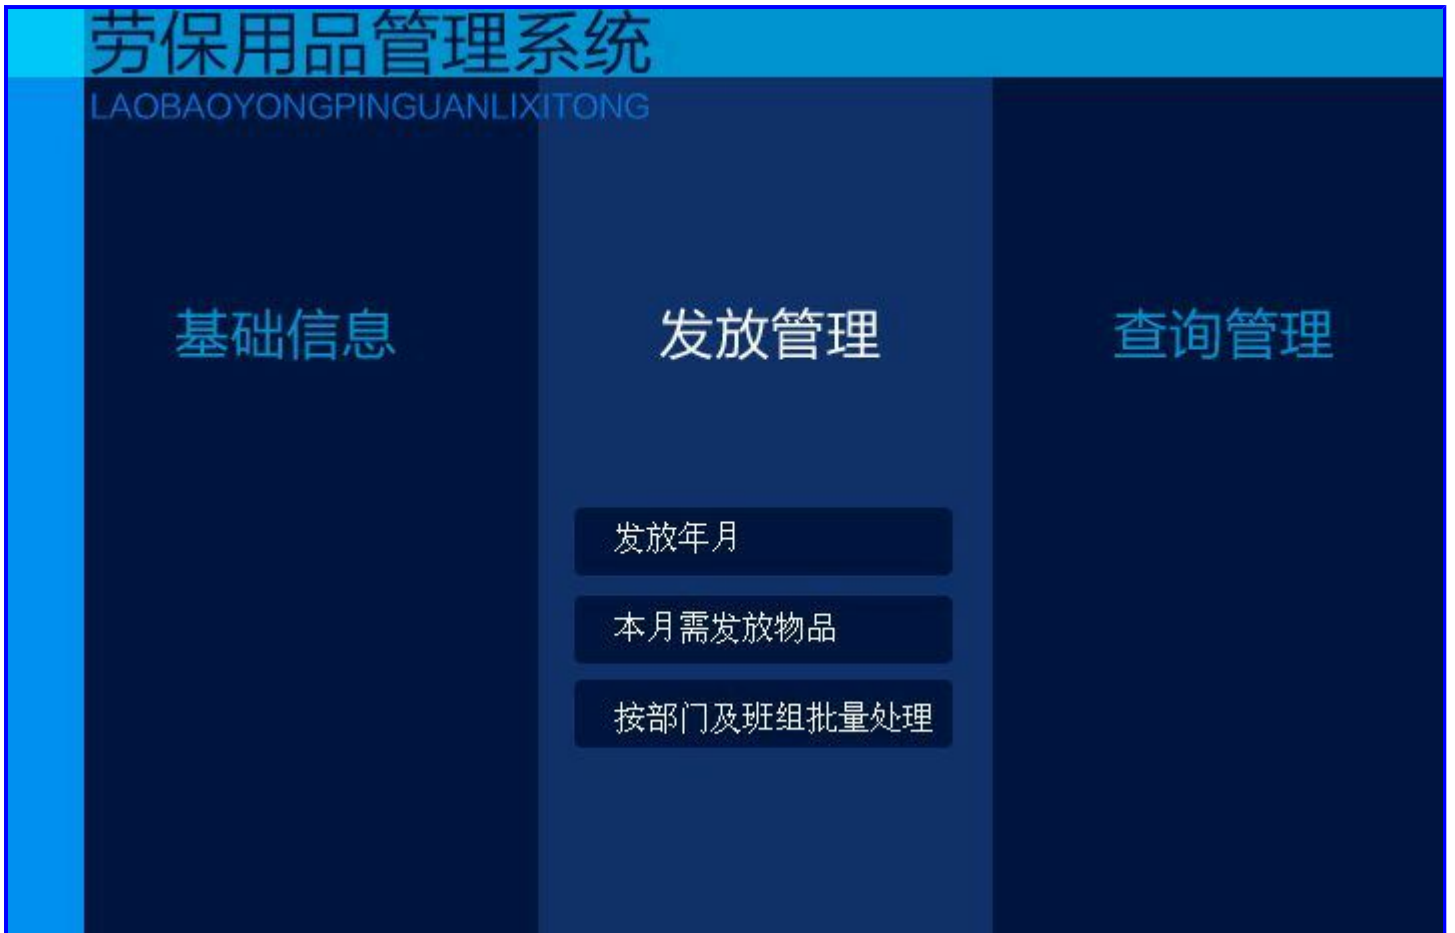 劳保用品管理系统
LAOBAOYONGPINGUANLIXITONG
基础信息
发放管理
查询管理
发放年月
本月需发放物品
按部门及班组批量处理